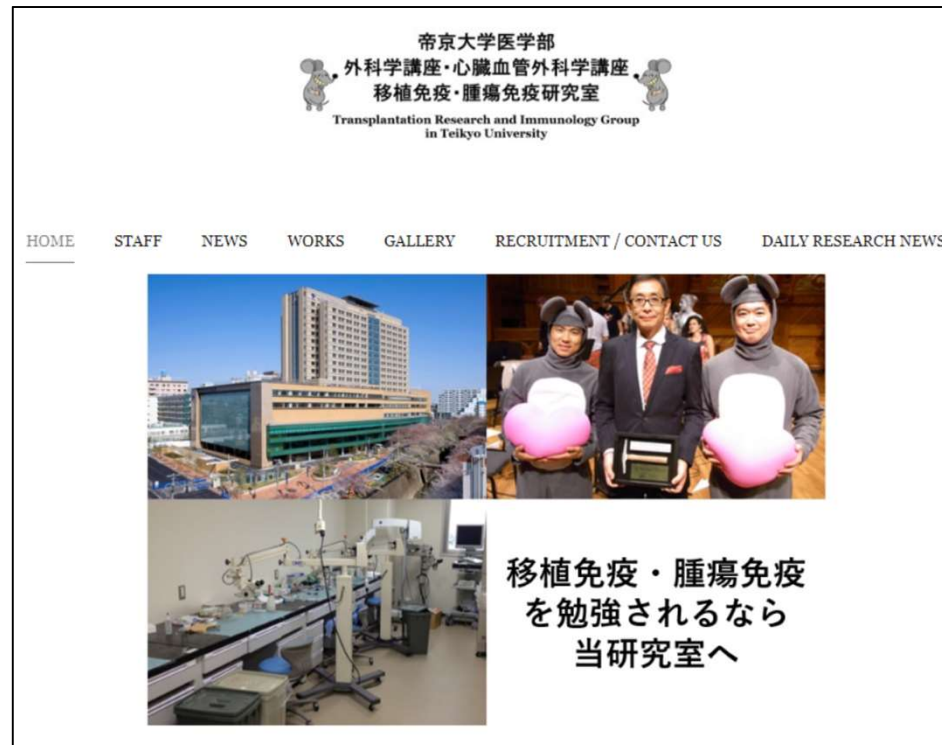 帝京大学医学部
外科学講座・心臓血管外科学講座
移植免疫・腫瘍免疫研究室
Transplantation Research and Immunology Group
in Teikyo University
HOME STAFF NEWS WORKS GALLERY RECRUITMENT / CONTACT US DAILY RESEARCH NEWS
移植免疫・腫瘍免疫
を勉強されるなら
当研究室へ